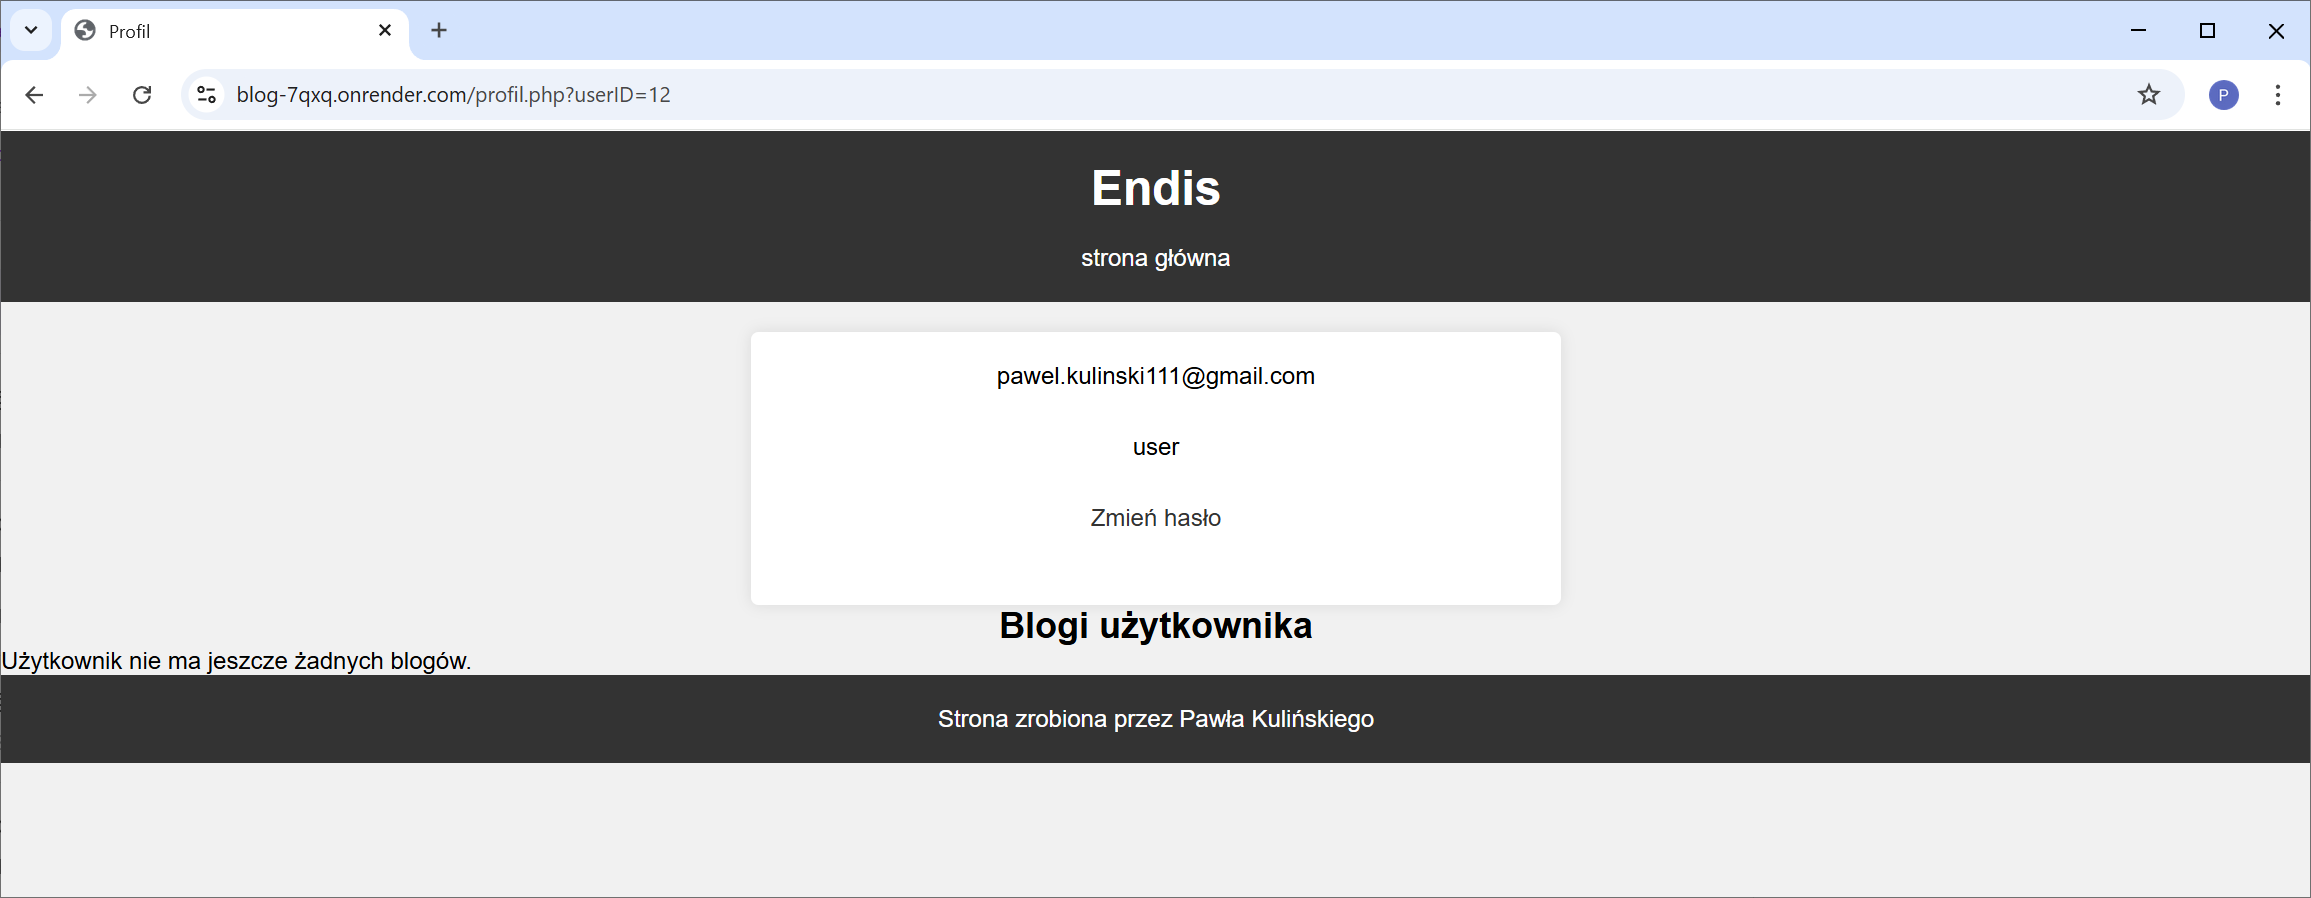 Profil
blog-7qxq.onrender.com/profil.php?userID=12
P
Endis
strona główna
pawel.kulinski111@gmail.com
user
Zmień hasło
Blogi użytkownika
Użytkownik nie ma jeszcze żadnych blogów.
Strona zrobiona przez Pawła Kulińskiego